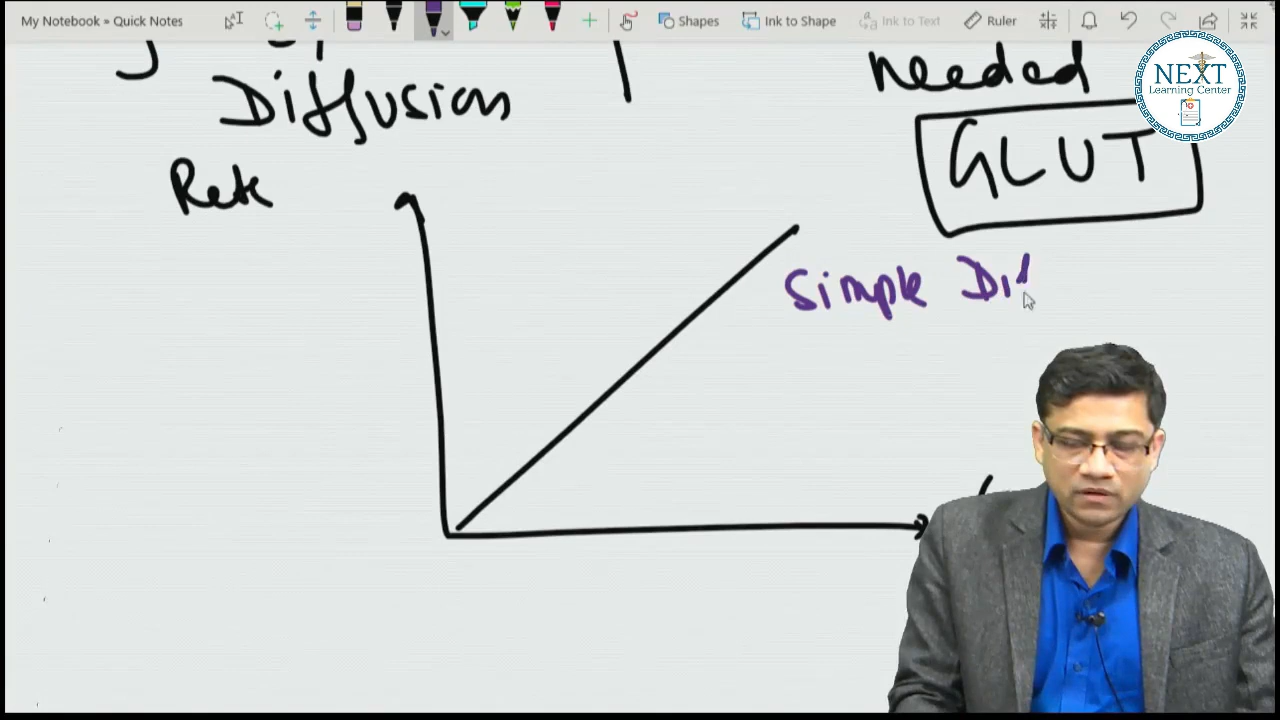 My Notebook » Quick Notes
Shapes
Ink to Shape
Ink to Text
Ruler
NEXT
Learning Center
needed
Diffusion
GLUT
Rate
Simple Dif